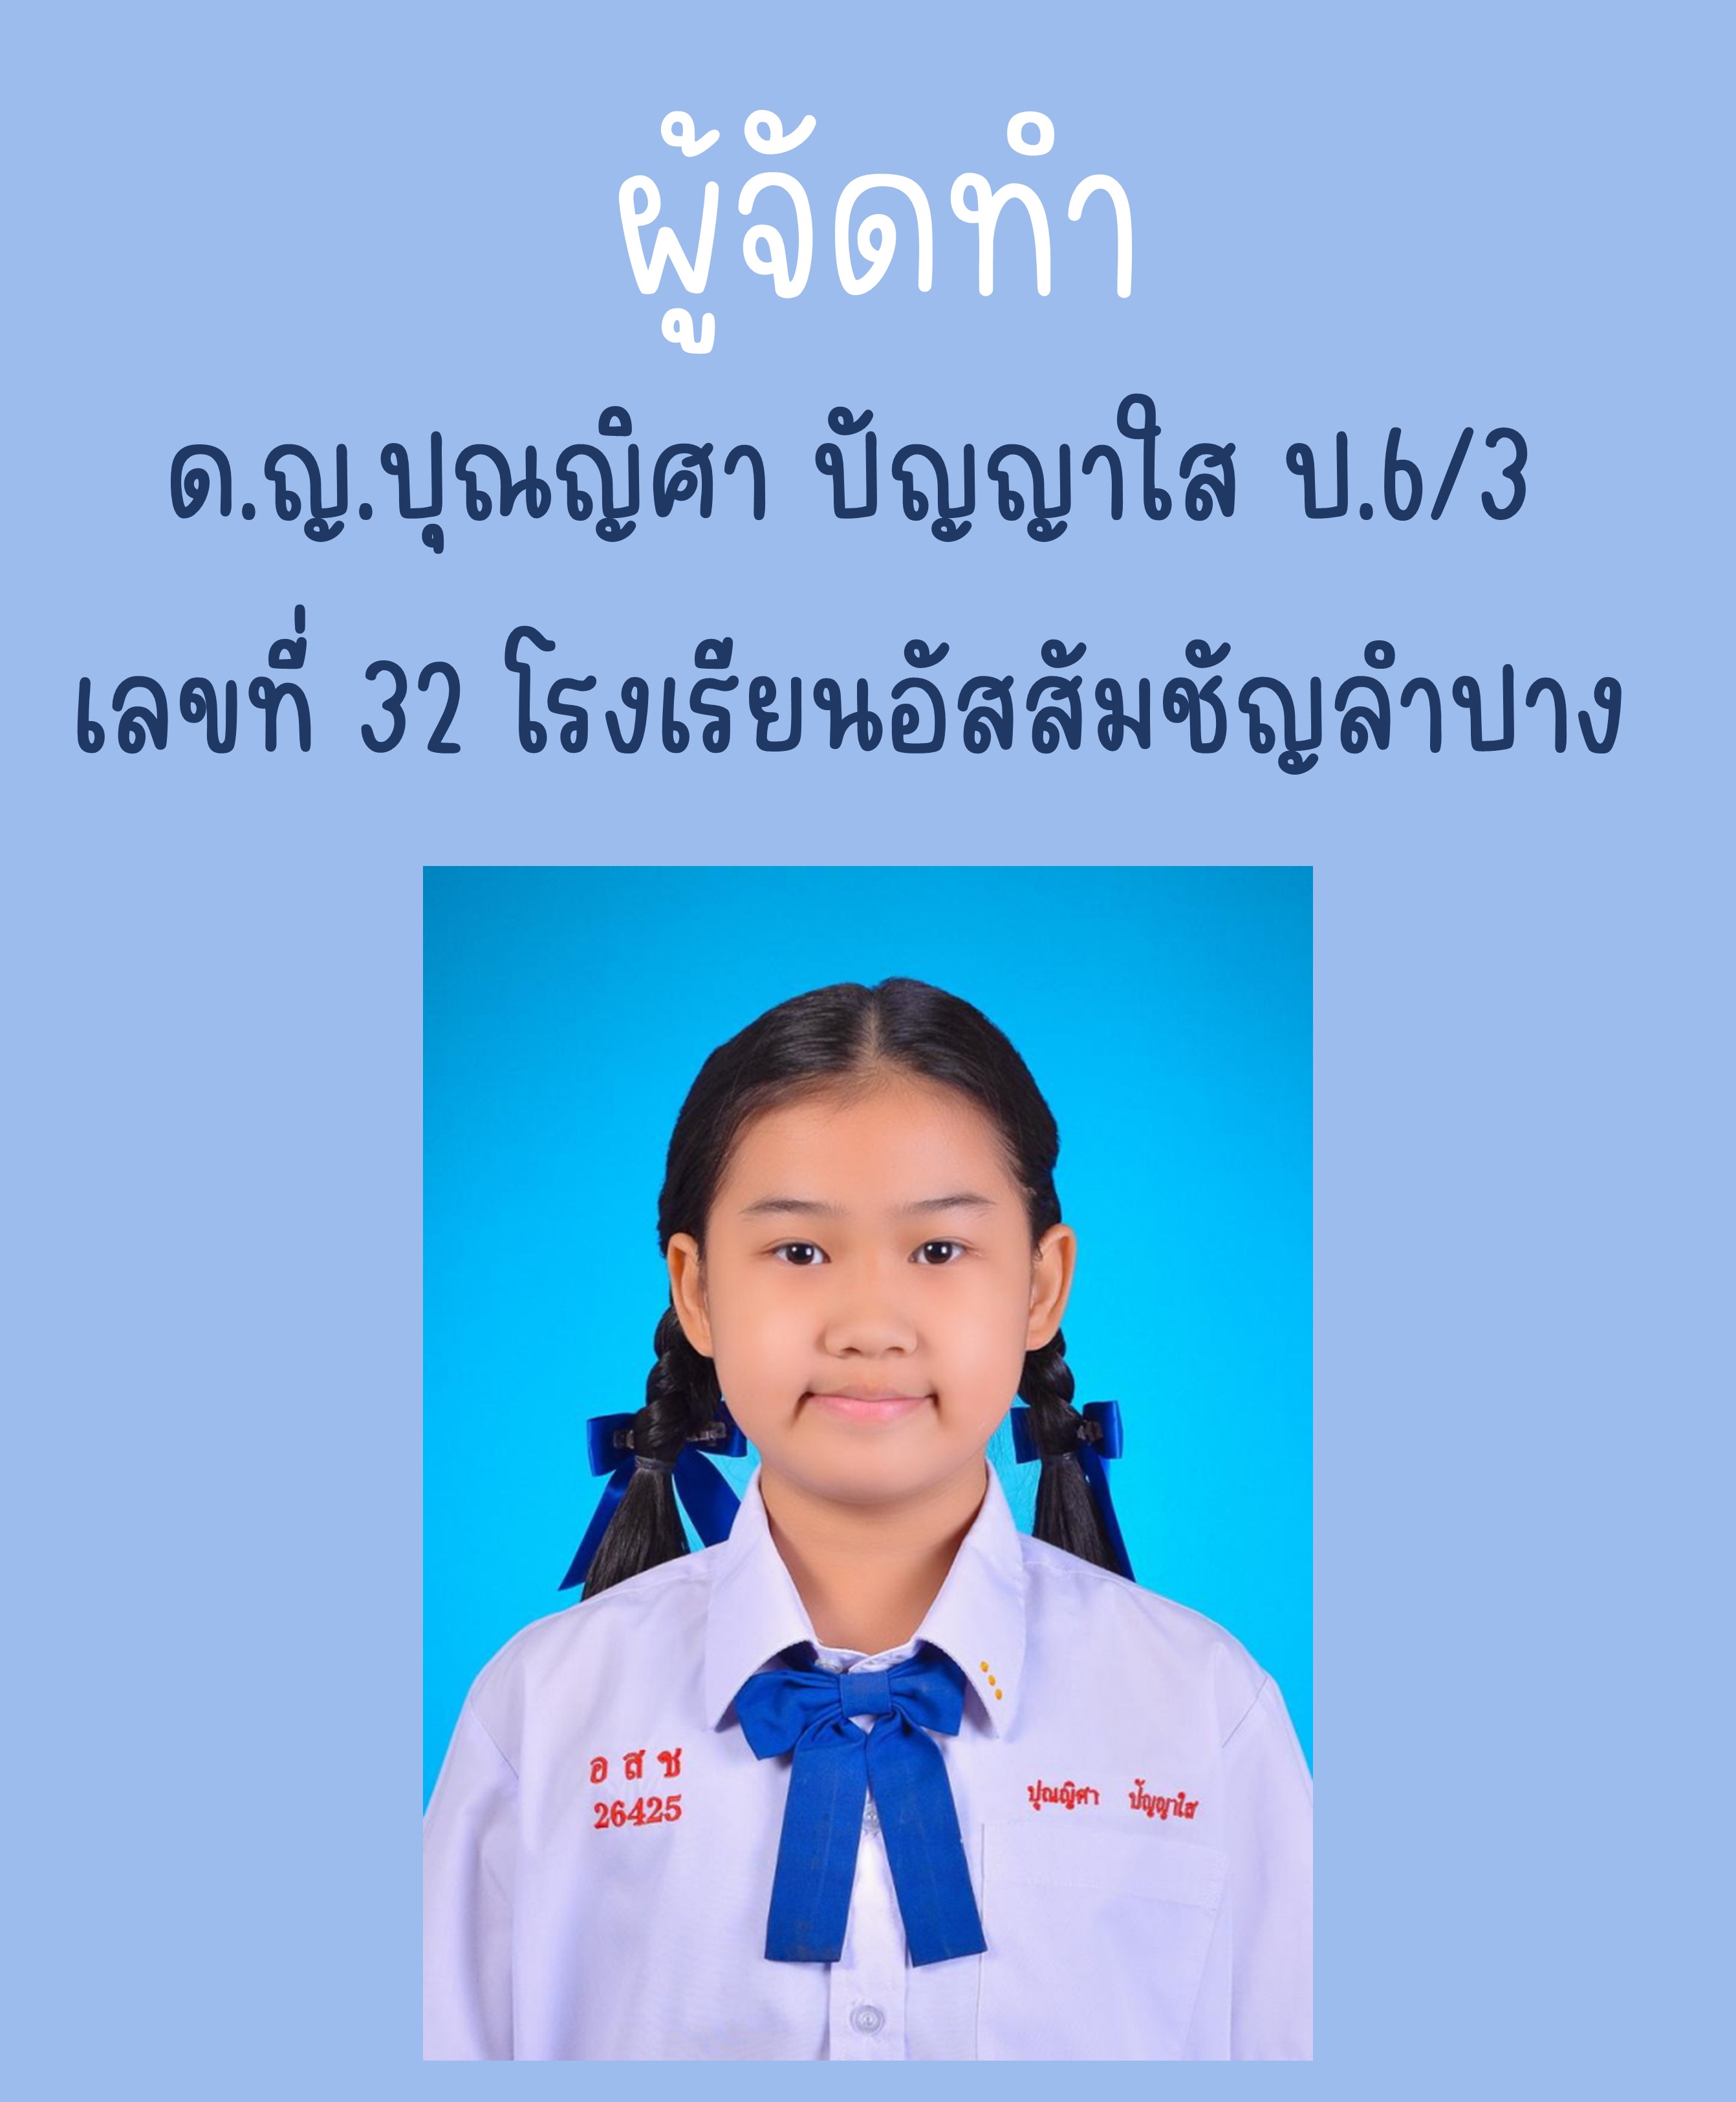 ผู้จัดทำ
ด.ญ.ปุณญิศา ปัญญาใส ป.6/3
เลขที่ 32 โรงเรียนอัสสัมชัญลำปาง
อ ส ช
26425
ปุณญิศา ปัญญาใส